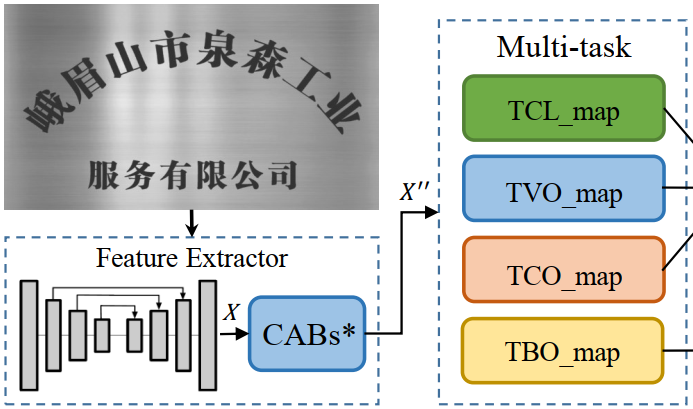 峨眉山市泉森工业
服务有限公司
Feature Extractor
X
CABs*
X′′
Multi-task
TCL_map
TVO_map
TCO_map
TBO_map